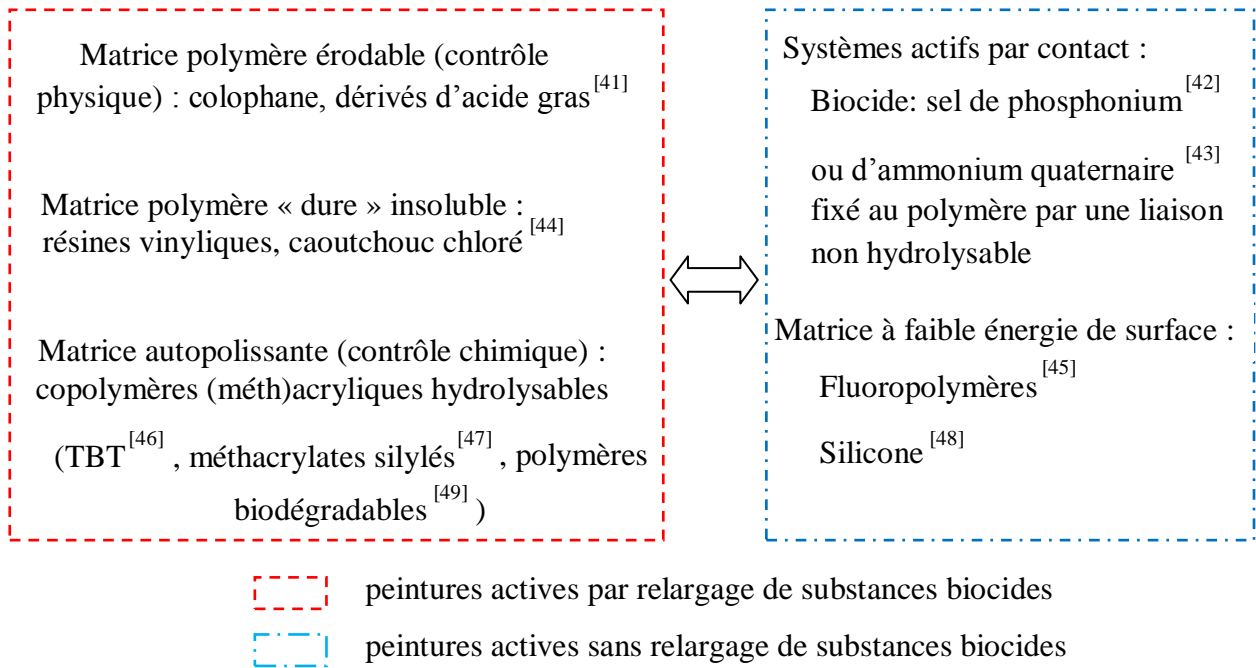 Matrice polymère érodable (contrôle
physique) : colophane, dérivés d’acide gras[41]
Matrice polymère « dure » insoluble :
résines vinyliques, caoutchouc chloré [44]
Matrice autopolissante (contrôle chimique) :
copolymères (méth)acryliques hydrolysables
(TBT[46] , méthacrylates silylés[47] , polymères
biodégradables [49] )
Systèmes actifs par contact :
Biocide: sel de phosphonium[42]
ou d’ammonium quaternaire [43]
fixé au polymère par une liaison
non hydrolysable
Matrice à faible énergie de surface :
Fluoropolymères[45]
Silicone [48]
peintures actives par relargage de substances biocides
peintures actives sans relargage de substances biocides